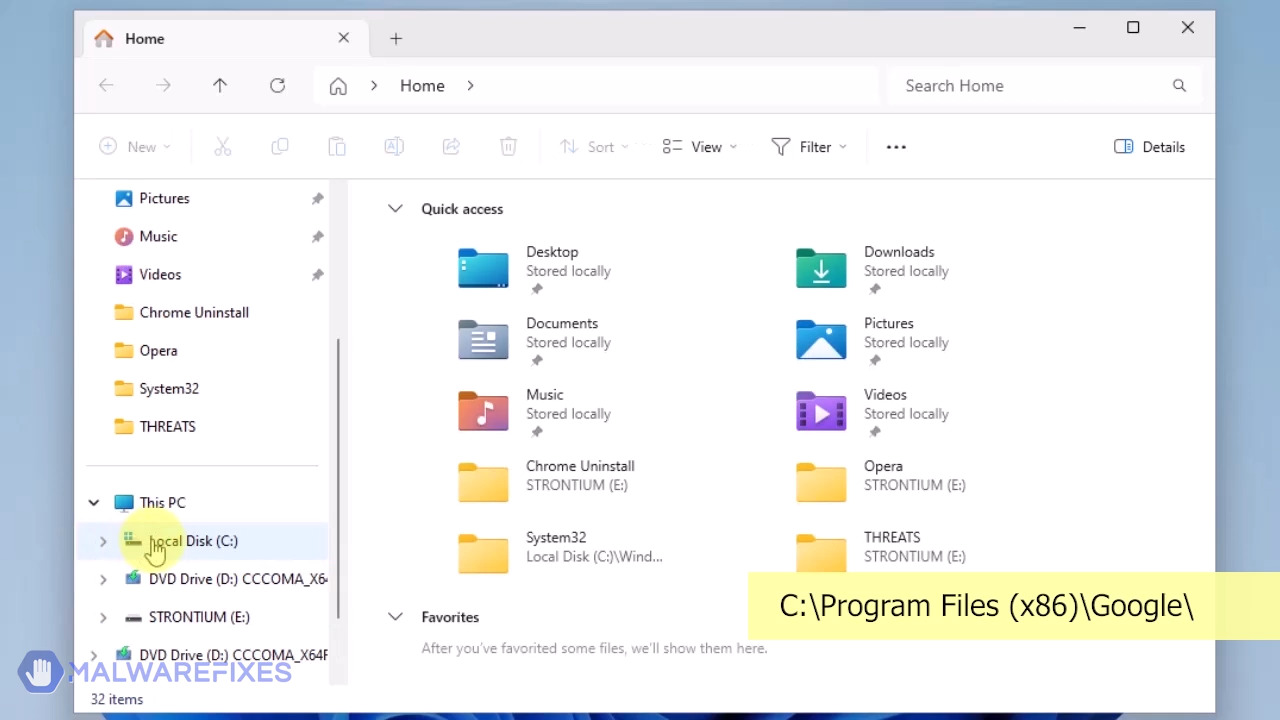 Home
Home
Search Home
New
Sort
View
Filter
Details
Pictures
Music
Videos
Chrome Uninstall
Opera
System32
THREATS
This PC
Local Disk (C:)
DVD Drive (D:) CCCOMA_X64
STRONTIUM (E:)
DVD Drive (D:) CCCOMA_X64F
32 items
Quick access
Desktop
Stored locally
Downloads
Stored locally
Documents
Stored locally
Pictures
Stored locally
Music
Stored locally
Videos
Stored locally
Chrome Uninstall
STRONTIUM (E:)
Opera
STRONTIUM (E:)
System32
Local Disk (C:)\Wind...
THREATS
STRONTIUM (E:)
Favorites
After you've favorited some files, we'll show them here.
C:\Program Files (x86)\Google\
MALWAREFIXES